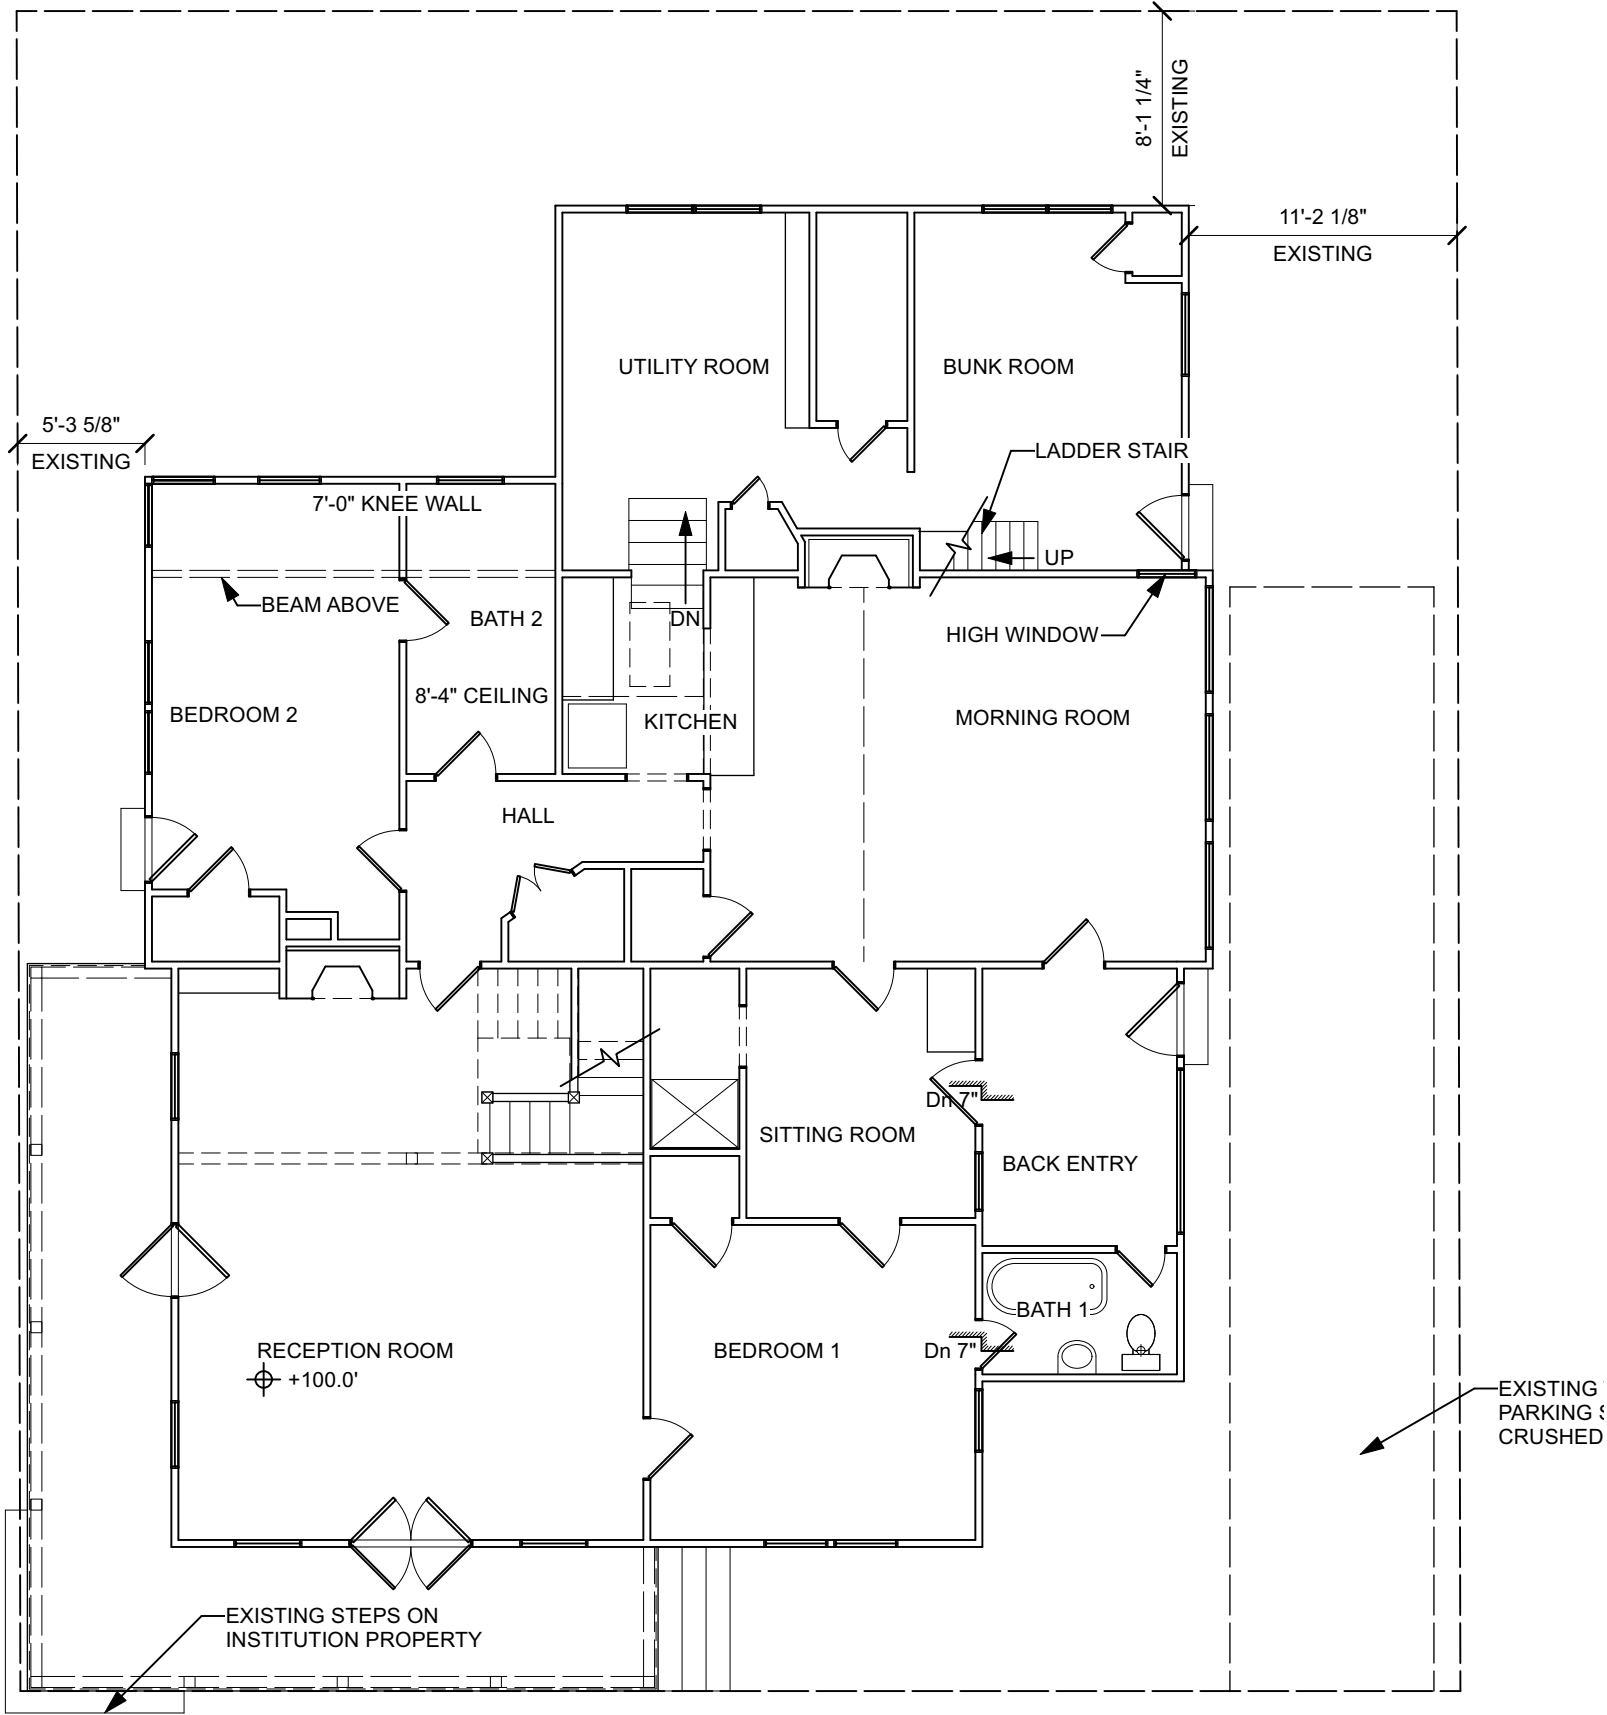 8'-1 1/4"
EXISTING
11'-2 1/8"
EXISTING
UTILITY ROOM
BUNK ROOM
5'-3 5/8"
EXISTING
LADDER STAIR
7'-0" KNEE WALL
UP
BEAM ABOVE
BATH 2
DN
HIGH WINDOW
8'-4" CEILING
BEDROOM 2
KITCHEN
MORNING ROOM
HALL
Dn 7"
SITTING ROOM
BACK ENTRY
BATH 1
RECEPTION ROOM
+100.0'
BEDROOM 1
Dn 7"
EXISTING
PARKING
CRUSHED
EXISTING STEPS ON
INSTITUTION PROPERTY